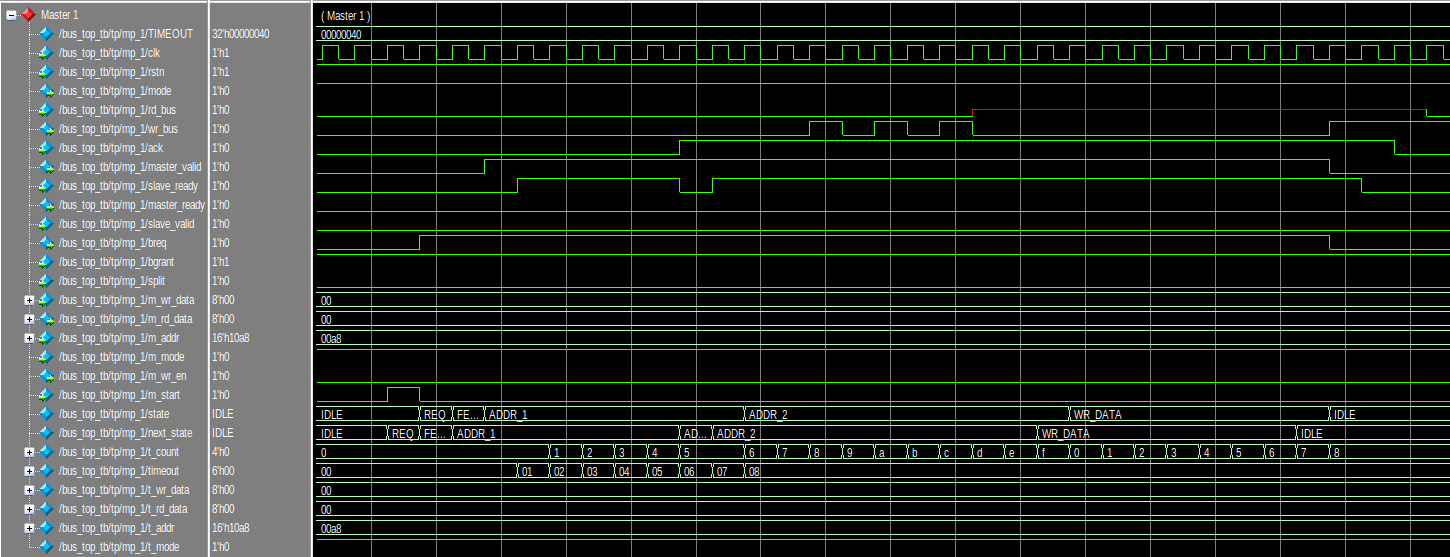 Master 1 ( Master 1 )
/bus_top_tb/tp/mp_1/TIMEOUT 32'h00000040 00000040
/bus_top_tb/tp/mp_1/clk 1'h1
/bus_top_tb/tp/mp_1/rstn 1'h1
/bus_top_tb/tp/mp_1/mode 1'h0
/bus_top_tb/tp/mp_1/rd_bus 1'h0
/bus_top_tb/tp/mp_1/wr_bus 1'h0
/bus_top_tb/tp/mp_1/ack 1'h0
/bus_top_tb/tp/mp_1/master_valid 1'h0
/bus_top_tb/tp/mp_1/slave_ready 1'h0
/bus_top_tb/tp/mp_1/master_ready 1'h0
/bus_top_tb/tp/mp_1/slave_valid 1'h0
/bus_top_tb/tp/mp_1/breq 1'h0
/bus_top_tb/tp/mp_1/bgrant 1'h1
/bus_top_tb/tp/mp_1/split 1'h0
/bus_top_tb/tp/mp_1/m_wr_data 8'h00 00
/bus_top_tb/tp/mp_1/m_rd_data 8'h00 00
/bus_top_tb/tp/mp_1/m_addr 16'h10a8 00a8
/bus_top_tb/tp/mp_1/m_mode 1'h0
/bus_top_tb/tp/mp_1/m_wr_en 1'h0
/bus_top_tb/tp/mp_1/m_start 1'h0
/bus_top_tb/tp/mp_1/state IDLE IDLE REQ FE... ADDR_1 ADDR_2 WR_DATA IDLE
/bus_top_tb/tp/mp_1/next_state IDLE IDLE REQ FE... ADDR_1 AD... ADDR_2 WR_DATA IDLE
/bus_top_tb/tp/mp_1/t_count 4'h0 0 1 2 3 4 5 6 7 8 9 a b c d e f 0 1 2 3 4 5 6 7 8
/bus_top_tb/tp/mp_1/timeout 6'h00 00 01 02 03 04 05 06 07 08
/bus_top_tb/tp/mp_1/t_wr_data 8'h00 00
/bus_top_tb/tp/mp_1/t_rd_data 8'h00 00
/bus_top_tb/tp/mp_1/t_addr 16'h10a8 00a8
/bus_top_tb/tp/mp_1/t_mode 1'h0